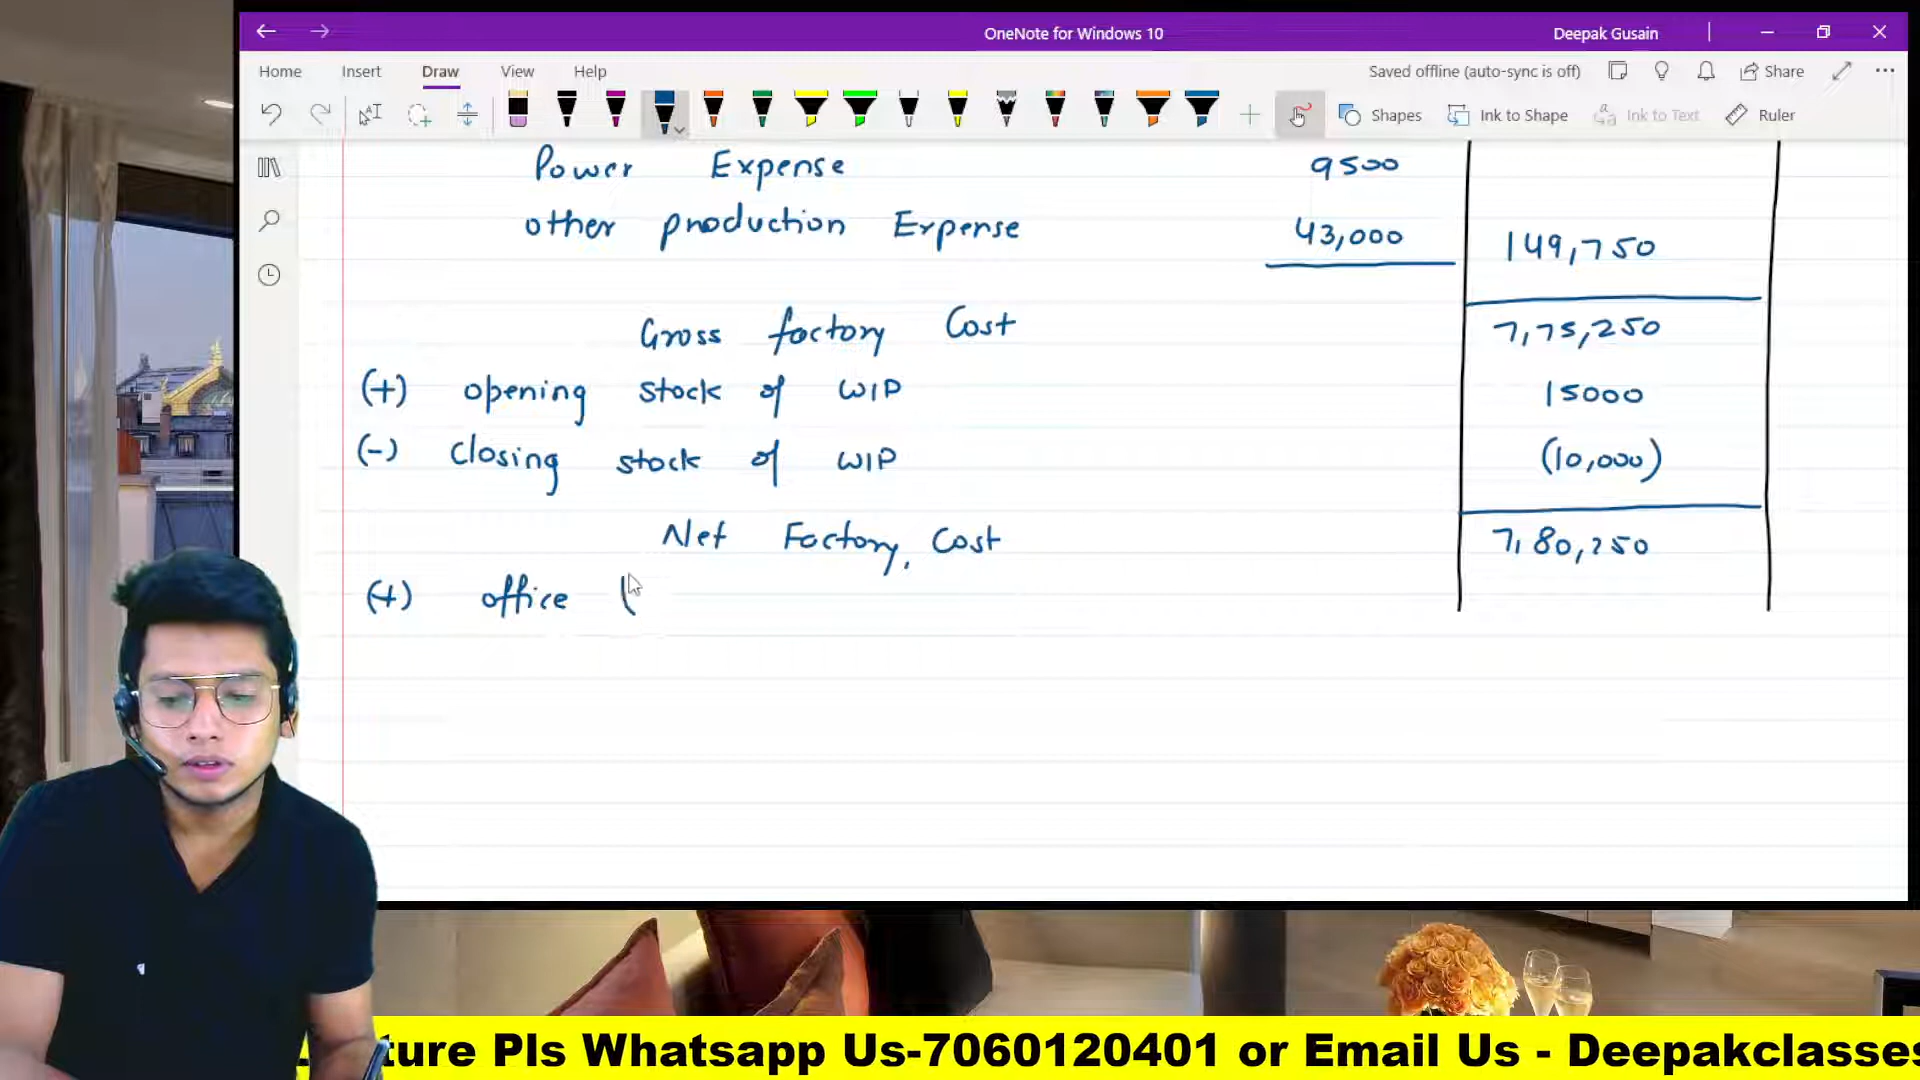 OneNote for Windows 10 Deepak Gusain
Home Insert Draw View Help Saved offline (auto-sync is off) Share
Shapes Ink to Shape Ink to Text Ruler
Power Expense 9500
other production Expense 43,000 149,750
Gross factory Cost 7,75,250
(+) opening stock of WIP 15000
(-) closing stock of WIP (10,000)
Net Factory Cost 7,80,250
(+) office (
ture Pls Whatsapp Us-7060120401 or Email Us - Deepakclasses